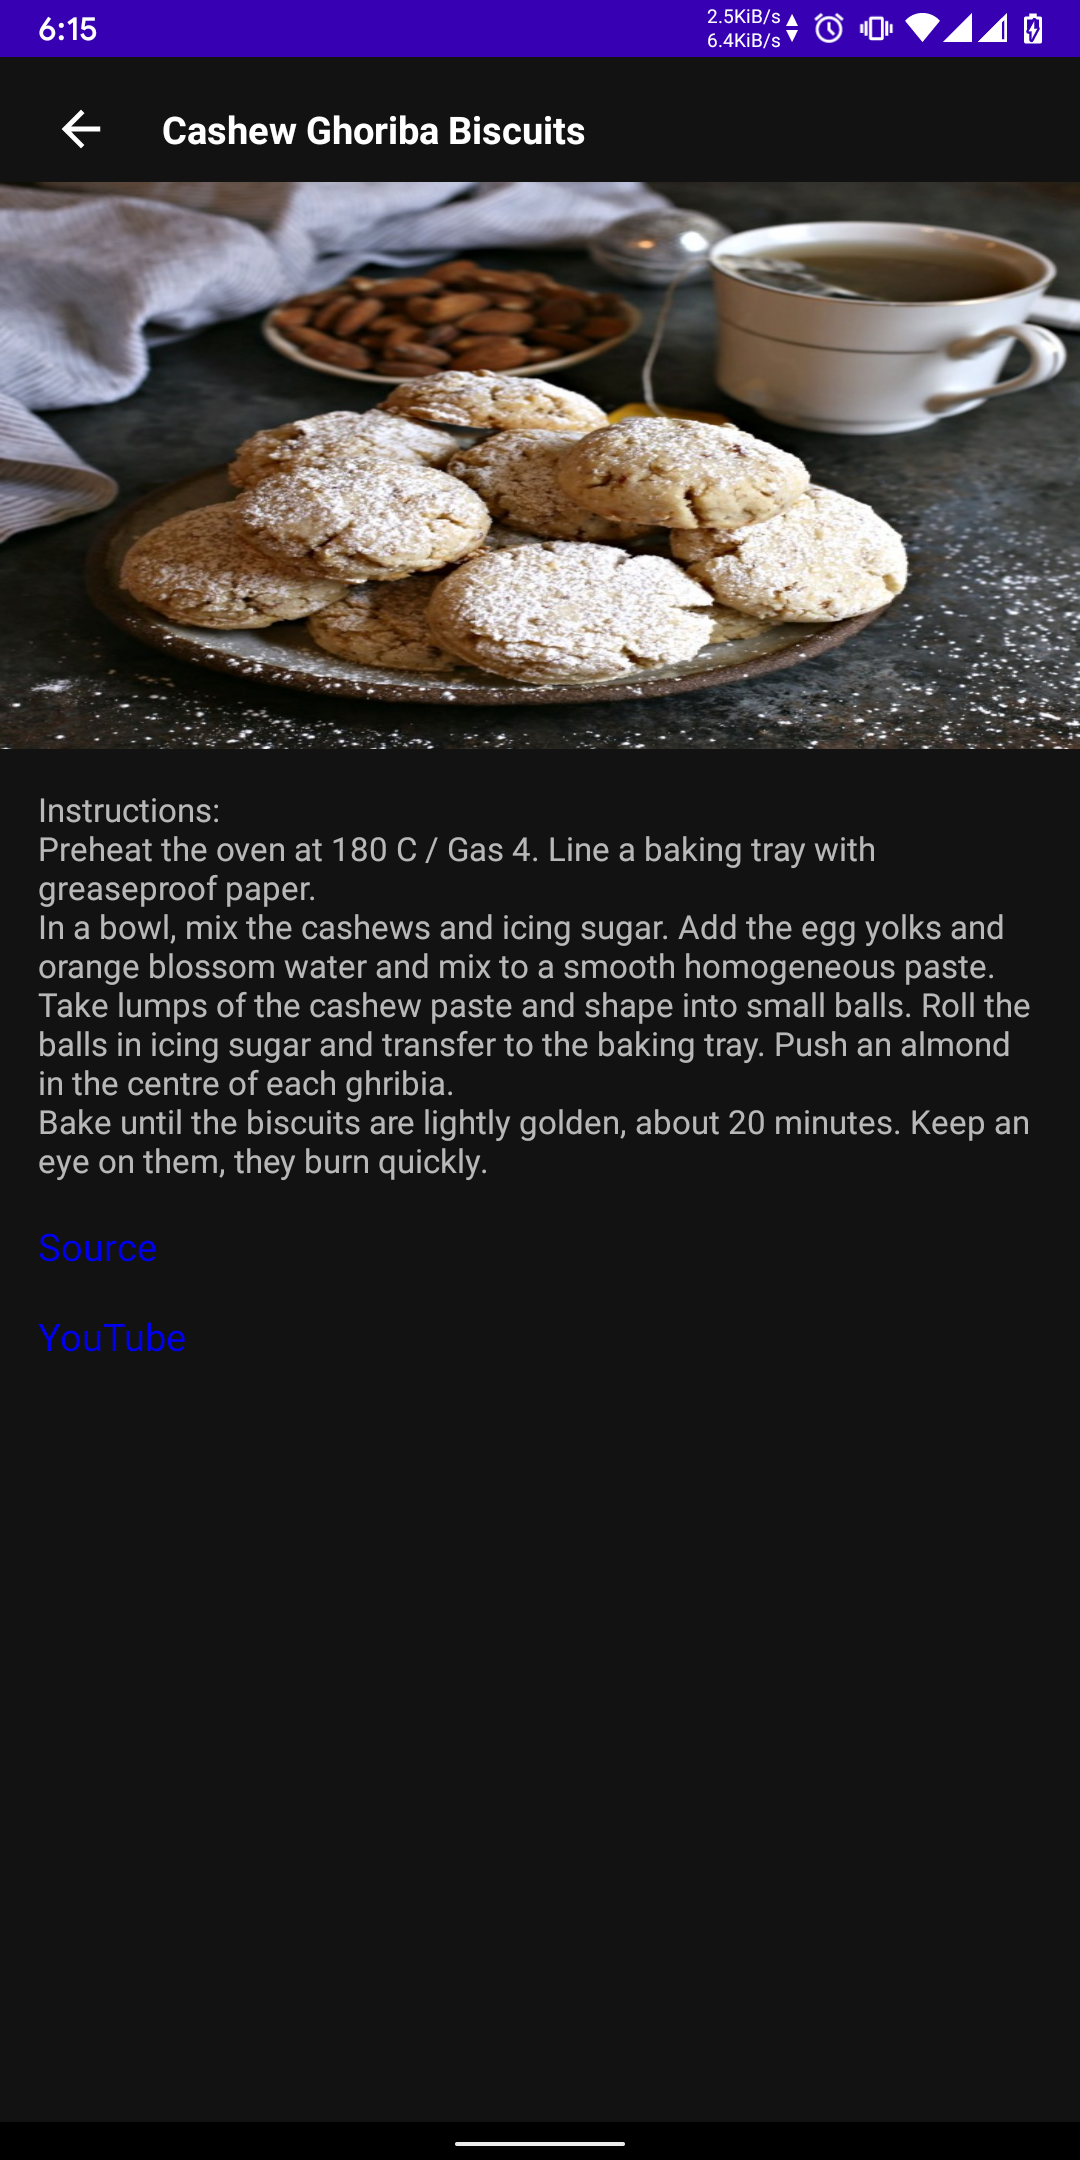 6:15
2.5KiB/s
6.4KiB/s
Cashew Ghoriba Biscuits
Instructions:
Preheat the oven at 180 C / Gas 4. Line a baking tray with
greaseproof paper.
In a bowl, mix the cashews and icing sugar. Add the egg yolks and
orange blossom water and mix to a smooth homogeneous paste.
Take lumps of the cashew paste and shape into small balls. Roll the
balls in icing sugar and transfer to the baking tray. Push an almond
in the centre of each ghribia.
Bake until the biscuits are lightly golden, about 20 minutes. Keep an
eye on them, they burn quickly.
Source
YouTube